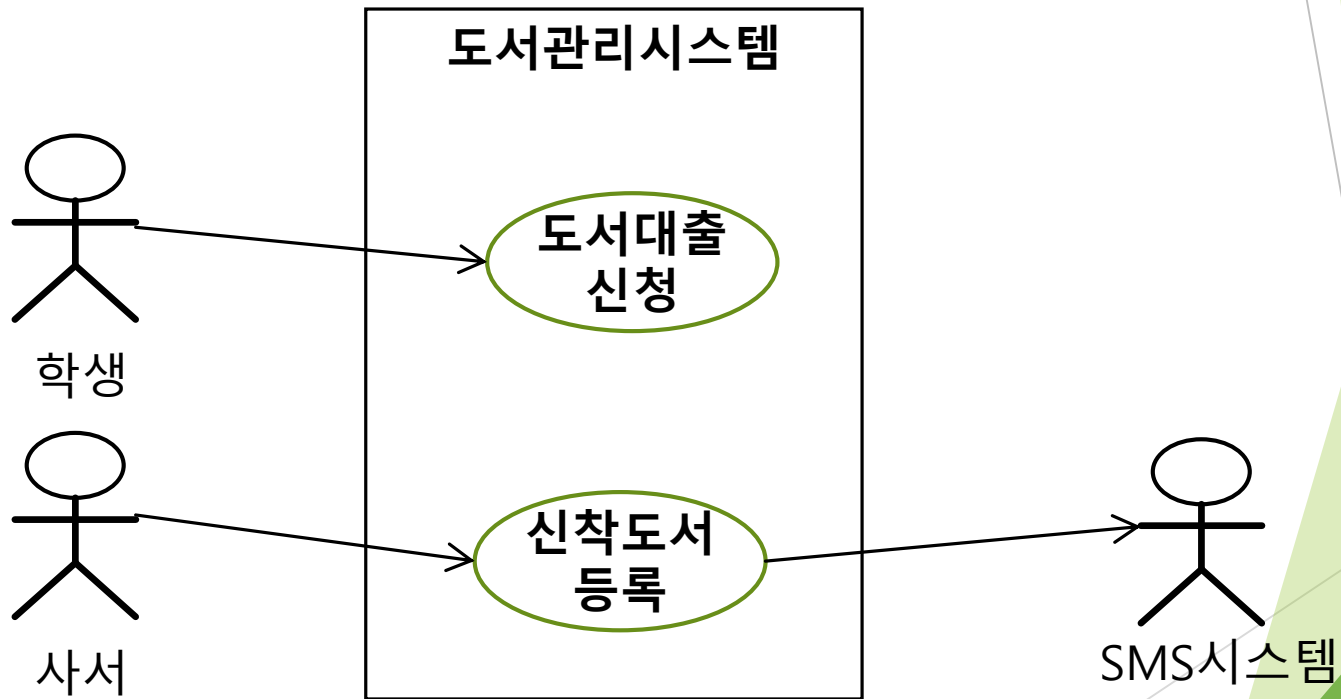 도서관리시스템
도서대출
신청
학생
신착도서
등록
사서
SMS시스템